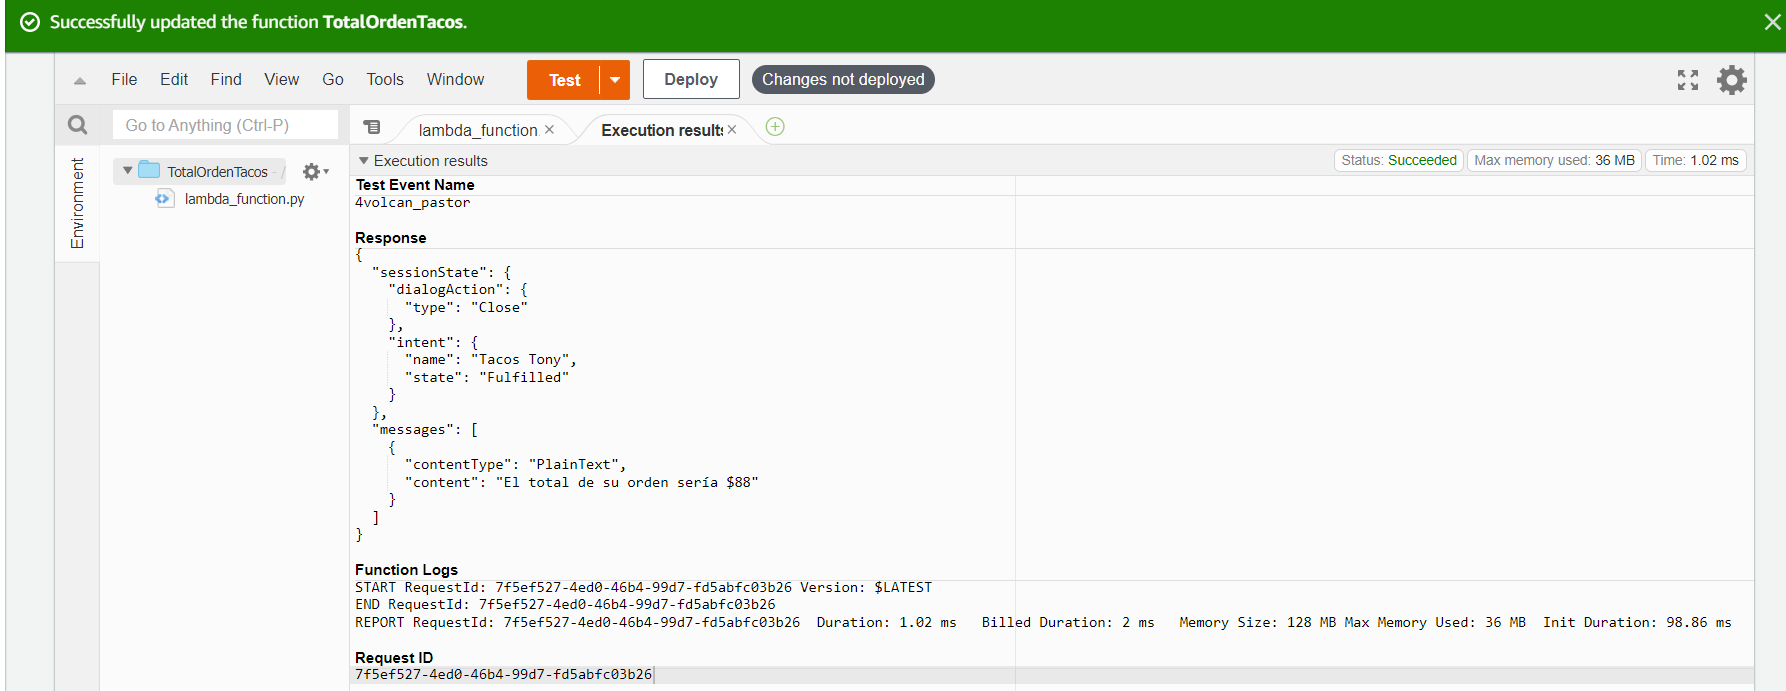 Successfully updated the function TotalOrdenTacos.
File Edit Find View Go Tools Window Test Deploy Changes not deployed
Go to Anything (Ctrl-P)
lambda_function
Execution results
Environment
TotalOrdenTacos - /
lambda_function.py
Execution results
Status: Succeeded Max memory used: 36 MB Time: 1.02 ms
Test Event Name
4volcan_pastor
Response
{
  "sessionState": {
    "dialogAction": {
      "type": "Close"
    },
    "intent": {
      "name": "Tacos Tony",
      "state": "Fulfilled"
    }
  },
  "messages": [
    {
      "contentType": "PlainText",
      "content": "El total de su orden sería $88"
    }
  ]
}
Function Logs
START RequestId: 7f5ef527-4ed0-46b4-99d7-fd5abfc03b26 Version: $LATEST
END RequestId: 7f5ef527-4ed0-46b4-99d7-fd5abfc03b26
REPORT RequestId: 7f5ef527-4ed0-46b4-99d7-fd5abfc03b26 Duration: 1.02 ms Billed Duration: 2 ms Memory Size: 128 MB Max Memory Used: 36 MB Init Duration: 98.86 ms
Request ID
7f5ef527-4ed0-46b4-99d7-fd5abfc03b26